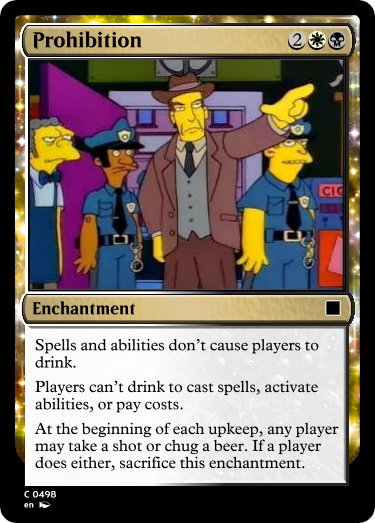 Prohibition 2
CIG
Enchantment
Spells and abilities don't cause players to
drink.
Players can't drink to cast spells, activate
abilities, or pay costs.
At the beginning of each upkeep, any player
may take a shot or chug a beer. If a player
does either, sacrifice this enchantment.
C 0498
en